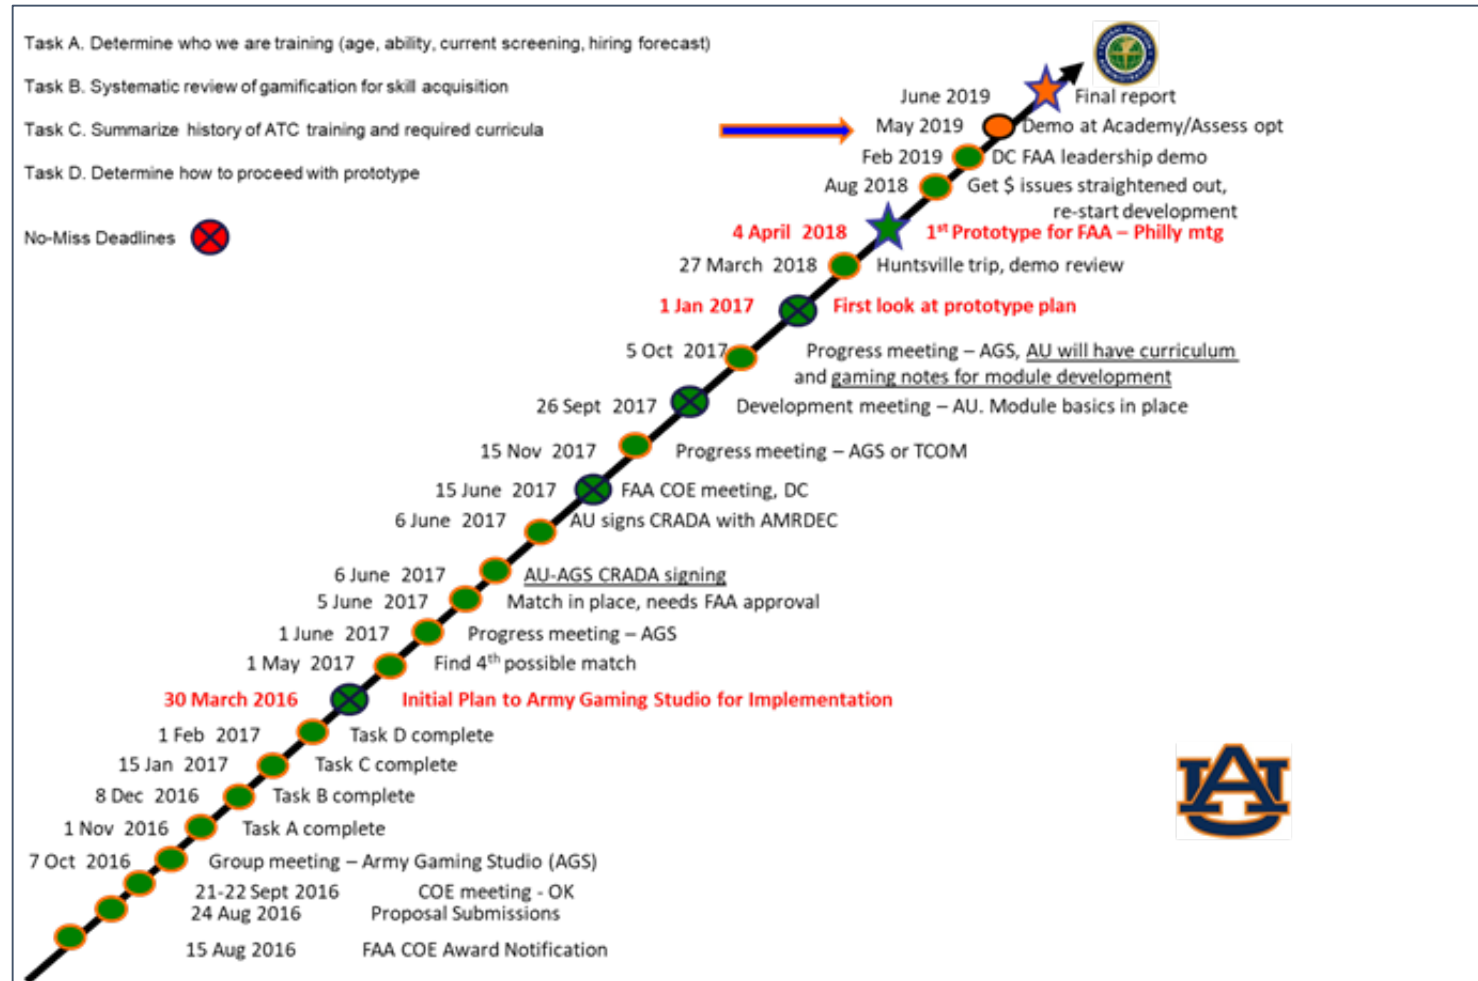 Task A. Determine who we are training (age, ability, current screening, hiring forecast)
Task B. Systematic review of gamification for skill acquisition
Task C. Summarize history of ATC training and required curricula
Task D. Determine how to proceed with prototype
No-Miss Deadlines
June 2019 Final report
May 2019 Demo at Academy/Assess opt
Feb 2019 DC FAA leadership demo
Aug 2018 Get $ issues straightened out,
re-start development
4 April 2018 1st Prototype for FAA – Philly mtg
27 March 2018 Huntsville trip, demo review
1 Jan 2017 First look at prototype plan
5 Oct 2017 Progress meeting – AGS, AU will have curriculum
and gaming notes for module development
26 Sept 2017 Development meeting – AU. Module basics in place
15 Nov 2017 Progress meeting – AGS or TCOM
15 June 2017 FAA COE meeting, DC
6 June 2017 AU signs CRADA with AMRDEC
6 June 2017 AU-AGS CRADA signing
5 June 2017 Match in place, needs FAA approval
1 June 2017 Progress meeting – AGS
1 May 2017 Find 4th possible match
30 March 2016 Initial Plan to Army Gaming Studio for Implementation
1 Feb 2017 Task D complete
15 Jan 2017 Task C complete
8 Dec 2016 Task B complete
1 Nov 2016 Task A complete
7 Oct 2016 Group meeting – Army Gaming Studio (AGS)
21-22 Sept 2016 COE meeting - OK
24 Aug 2016 Proposal Submissions
15 Aug 2016 FAA COE Award Notification
AU